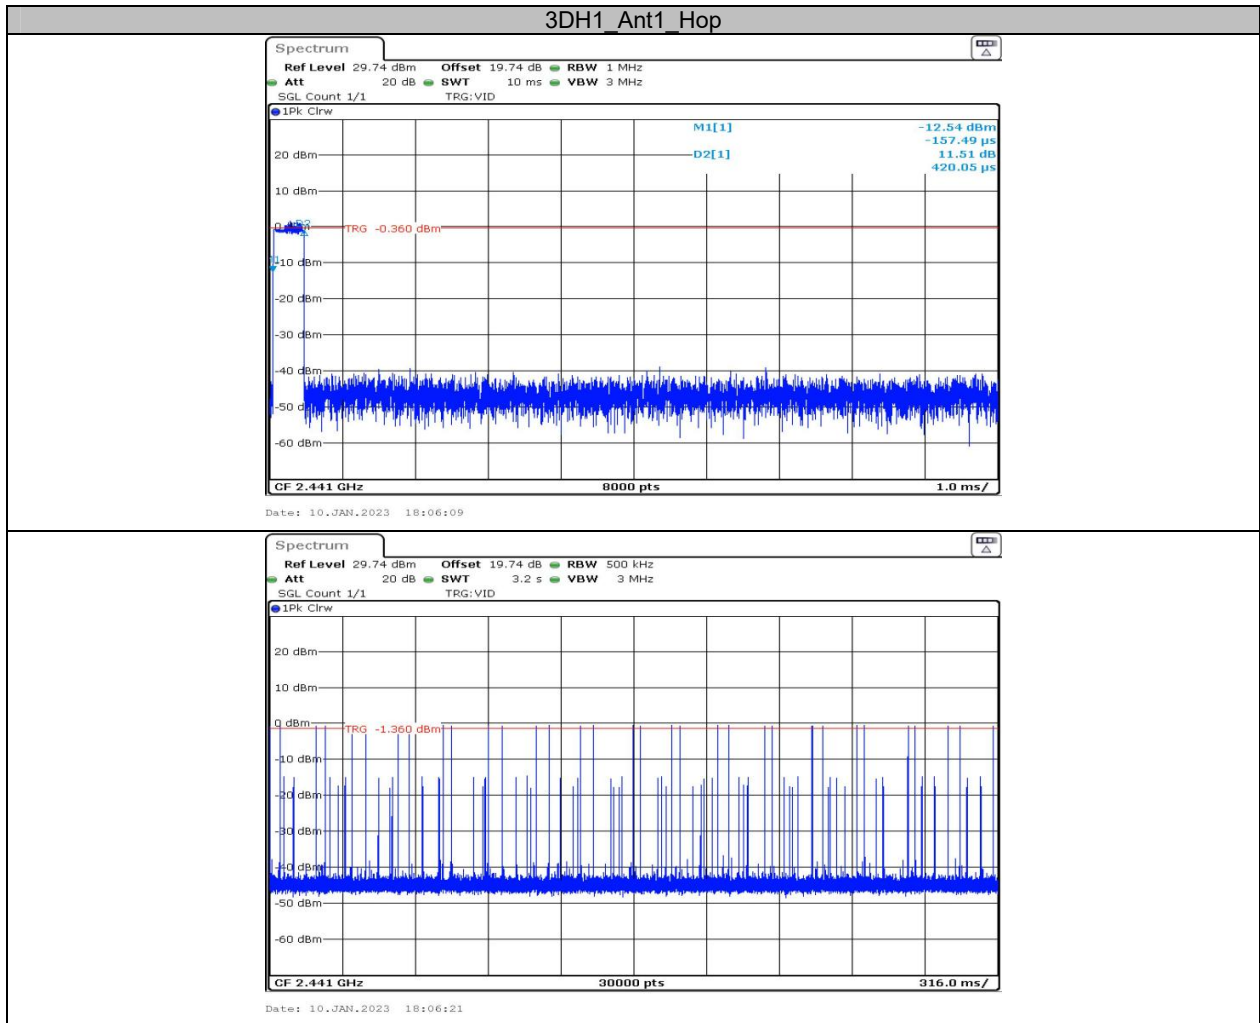 3DH1_Ant1_Hop
Spectrum
Ref Level 29.74 dBm Offset 19.74 dB RBW 1 MHz
Att 20 dB SWT 10 ms VBW 3 MHz
SGL Count 1/1 TRG:VID
1Pk Clrw
M1[1] -12.54 dBm
-157.49 µs
20 dBm D2[1] 11.51 dB
420.05 µs
10 dBm
D2
TRG -0.360 dBm
-10 dBm
-20 dBm
-30 dBm
-40 dBm
-50 d
-60 dBm
CF 2.441 GHz 8000 pts 1.0 ms/
Date: 10.JAN.2023 18:06:09
Spectrum
Ref Level 29.74 dBm Offset 19.74 dB RBW 500 kHz
Att 20 dB SWT 3.2 s VBW 3 MHz
SGL Count 1/1 TRG:VID
1Pk Clrw
20 dBm
10 dBm
0 dBm
TRG -1.360 dBm
-10 dBm
-20 dBm
-30 dBm
-40 dBm
-50 dBm
-60 dBm
CF 2.441 GHz 30000 pts 316.0 ms/
Date: 10.JAN.2023 18:06:21